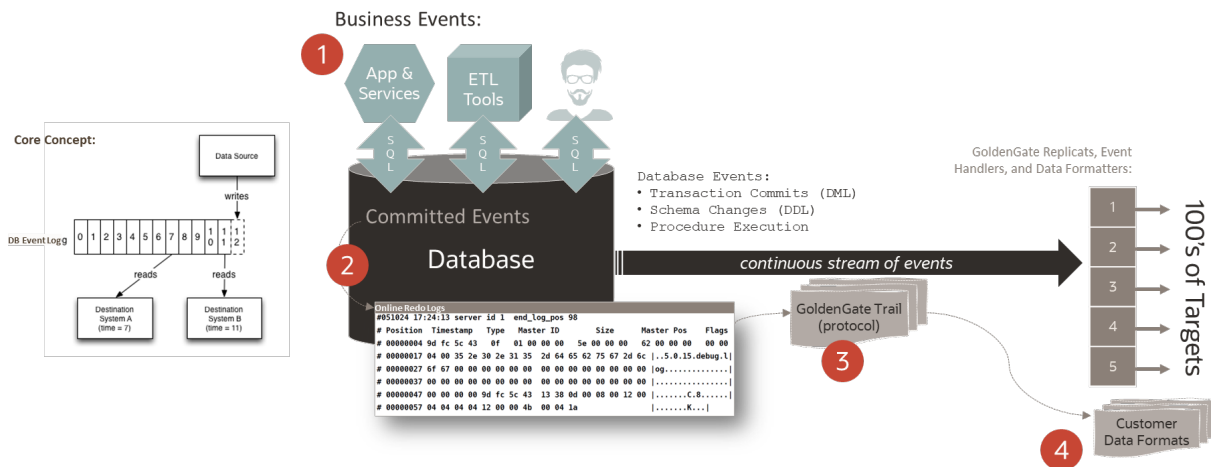 Business Events:
1
App &
Services
ETL
Tools
SQL
SQL
SQL
Core Concept:
Data Source
writes
DB Event Logg
0 1 2 3 4 5 6 7 8 9 10 11 12
reads
reads
Destination
System A
(time = 7)
Destination
System B
(time = 11)
Committed Events
2
Database
Database Events:
• Transaction Commits (DML)
• Schema Changes (DDL)
• Procedure Execution
continuous stream of events
Online Redo Logs
#051024 17:24:13 server id 1 end_log_pos 98
# Position Timestamp Type Master ID Size Master Pos Flags
# 00000004 9d fc 5c 43 0f 01 00 00 00 5e 00 00 00 62 00 00 00 00 00
# 00000017 04 00 35 2e 30 2e 31 35 2d 64 65 62 75 67 2d 6c |..5.0.15.debug.l|
# 00000027 6f 67 00 00 00 00 00 00 00 00 00 00 00 00 00 00 |og..............|
# 00000037 00 00 00 00 00 00 00 00 00 00 00 00 00 00 00 00 |................|
# 00000047 00 00 00 00 9d fc 5c 43 13 38 0d 00 08 00 12 00 |.......C.8......|
# 00000057 04 04 04 04 12 00 00 4b 00 04 1a |.......K...|
GoldenGate Trail
(protocol)
3
GoldenGate Replicats, Event
Handlers, and Data Formatters:
1
2
3
4
5
100's of Targets
4
Customer
Data Formats